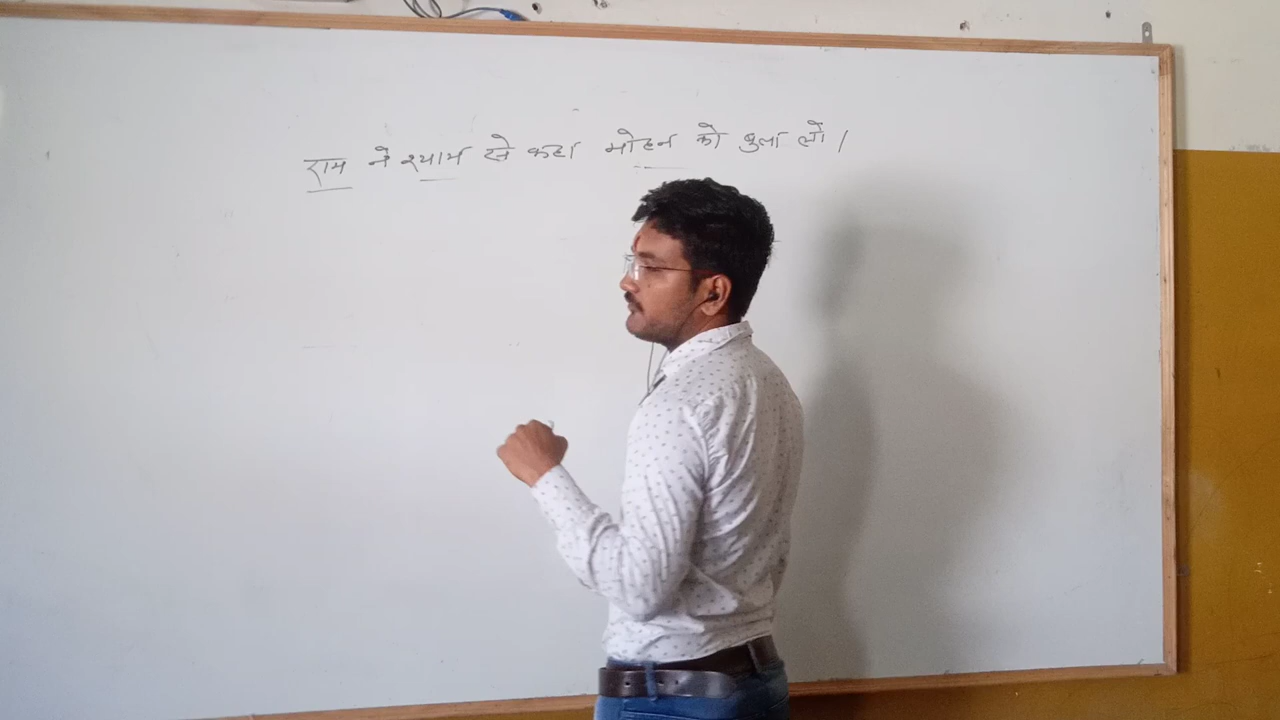 राम ने श्याम से कहा मोहन को बुला लो।